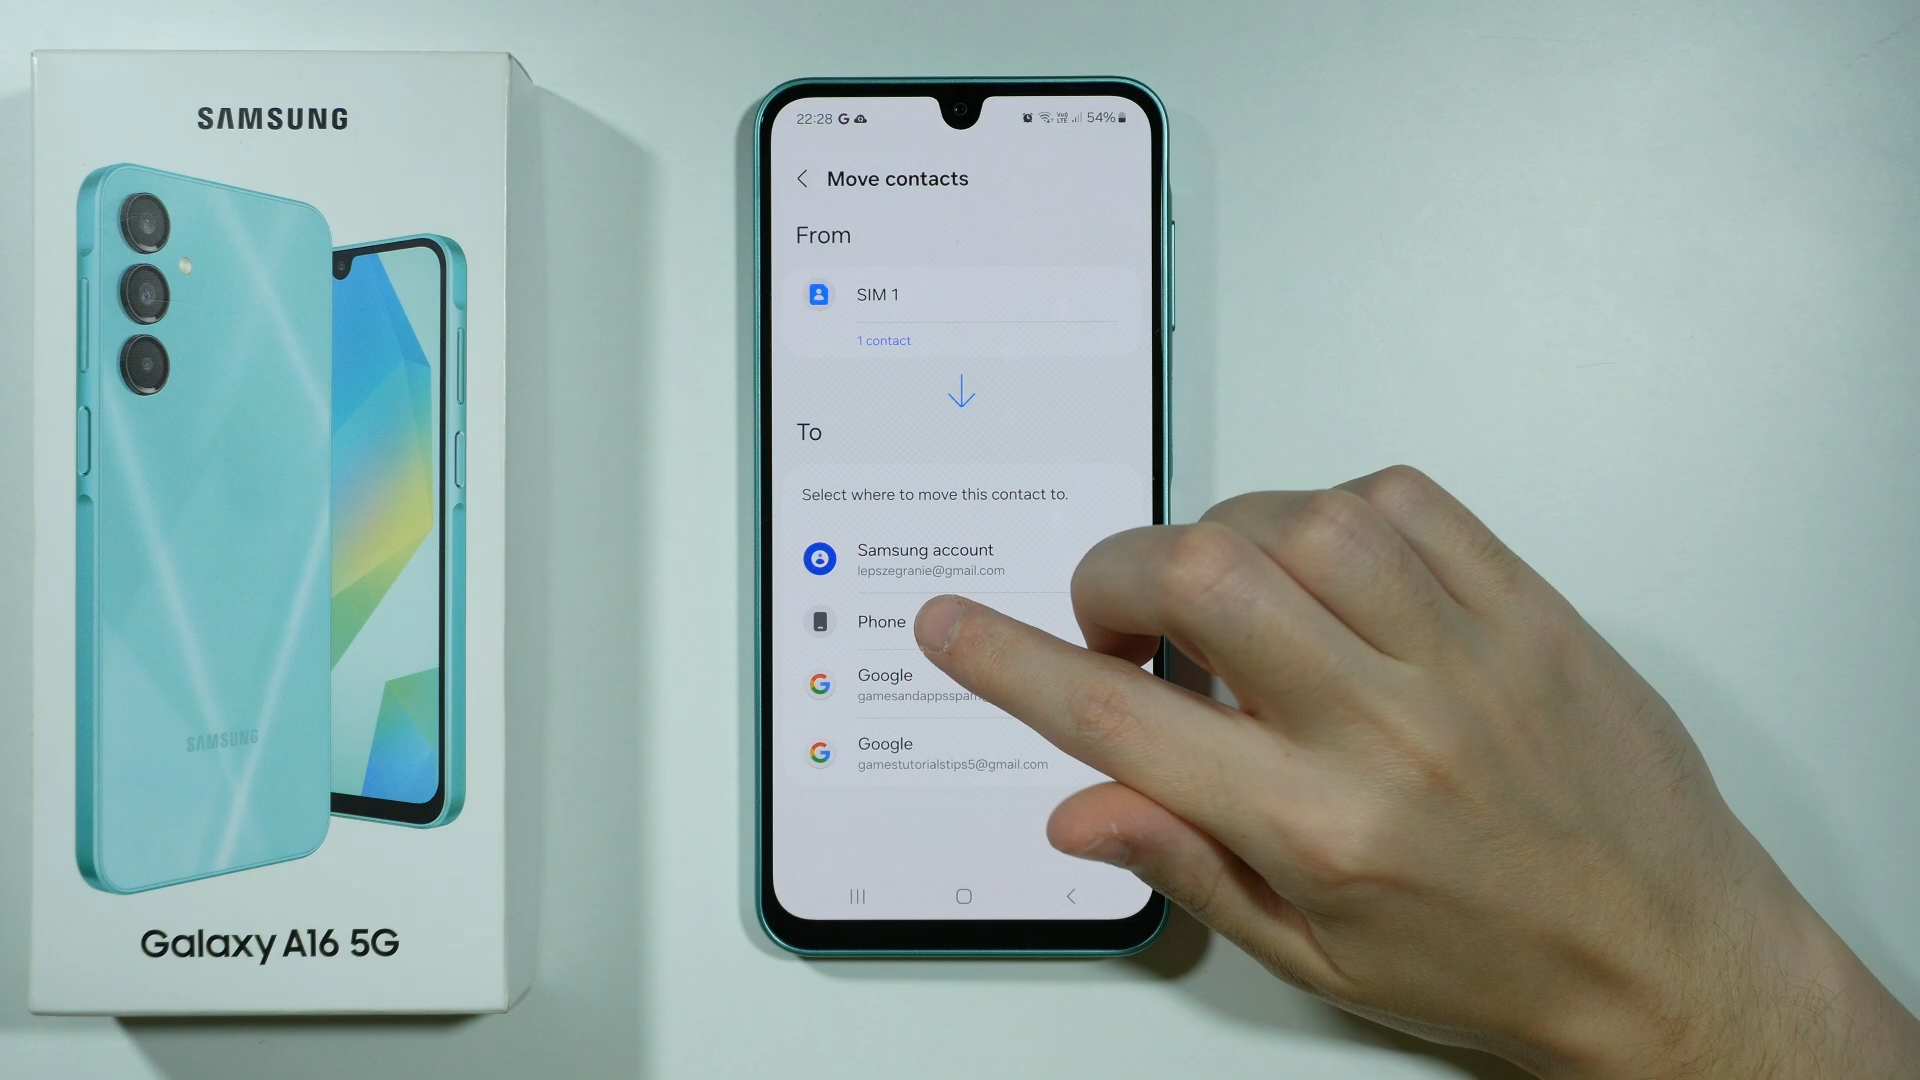 SAMSUNG
SAMSUNG
Galaxy A16 5G
22:28
54%
Move contacts
From
SIM 1
1 contact
To
Select where to move this contact to.
Samsung account
lepszegranie@gmail.com
Phone
Google
gamesandappsspam
Google
gamestutorialstips5@gmail.com